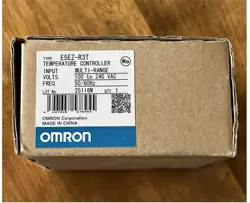 TYPE E5EZ-R3T
TEMPERATURE CONTROLLER
INPUT MULTI-RANGE
VOLTS. 100 to 240 VAC
FREQ. 50/60Hz
LOT No. 25116M QTY. 1
OMRON Corporation
MADE IN CHINA
OMRON